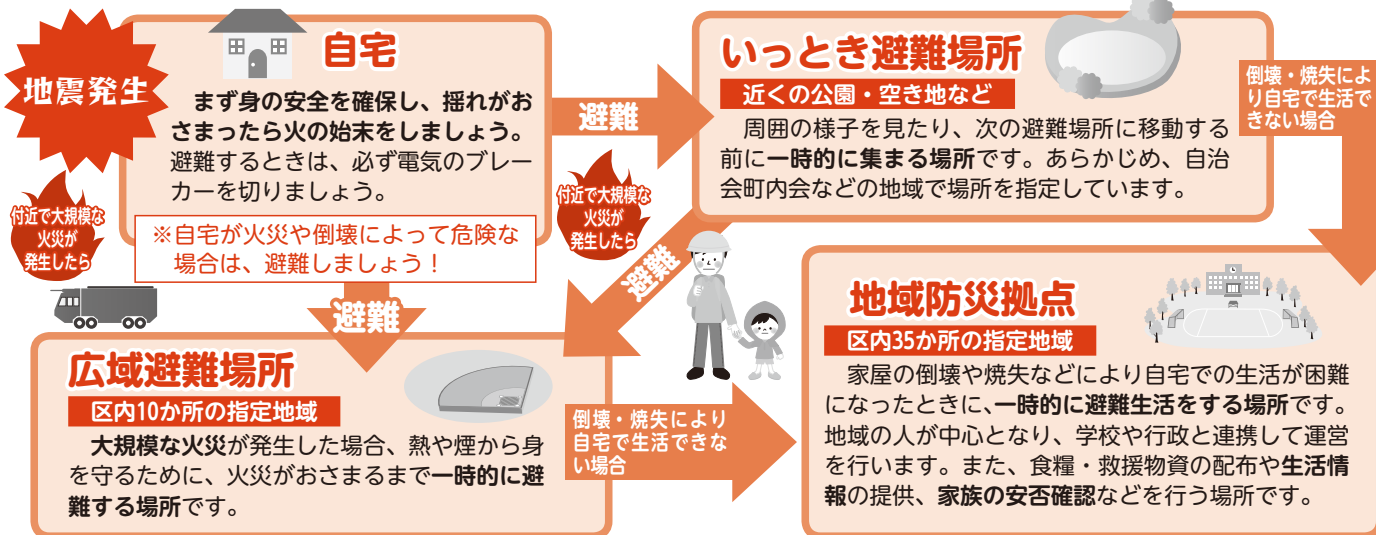 地震発生
自宅
まず身の安全を確保し、揺れがお
さまったら火の始末をしましょう。
避難するときは、必ず電気のブレー
カーを切りましょう。
※自宅が火災や倒壊によって危険な
場合は、避難しましょう！
避難
いっとき避難場所
近くの公園・空き地など
周囲の様子を見たり、次の避難場所に移動する
前に一時的に集まる場所です。あらかじめ、自治
会町内会などの地域で場所を指定しています。
倒壊・焼失によ
り自宅で生活で
きない場合
付近で大規模な
火災が
発生したら
付近で大規模な
火災が
発生したら
避難
避難
広域避難場所
区内10か所の指定地域
大規模な火災が発生した場合、熱や煙から身
を守るために、火災がおさまるまで一時的に避
難する場所です。
倒壊・焼失により
自宅で生活できな
い場合
地域防災拠点
区内35か所の指定地域
家屋の倒壊や焼失などにより自宅での生活が困難
になったときに、一時的に避難生活をする場所です。
地域の人が中心となり、学校や行政と連携して運営
を行います。また、食糧・救援物資の配布や生活情
報の提供、家族の安否確認などを行う場所です。